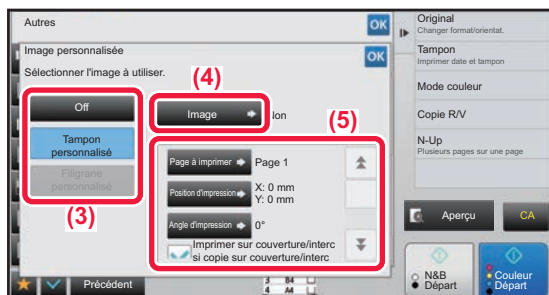 Autres
OK
Image personnalisée
OK
Sélectionner l'image à utiliser.
(4)
(5)
(3)
Off
Tampon
personnalisé
Filigrane
personnalisé
Image
Page à imprimer
Page 1
Position d'impression
X: 0 mm
Y: 0 mm
Angle d'impression
0°
Imprimer sur couverture/interc
si copie sur couverture/interc
Précédent
B4
A4
Original
Changer format/orientat.
Tampon
Imprimer date et tampon
Mode couleur
Copie R/V
N-Up
Plusieurs pages sur une page
Aperçu
CA
N&B
Départ
Couleur
Départ